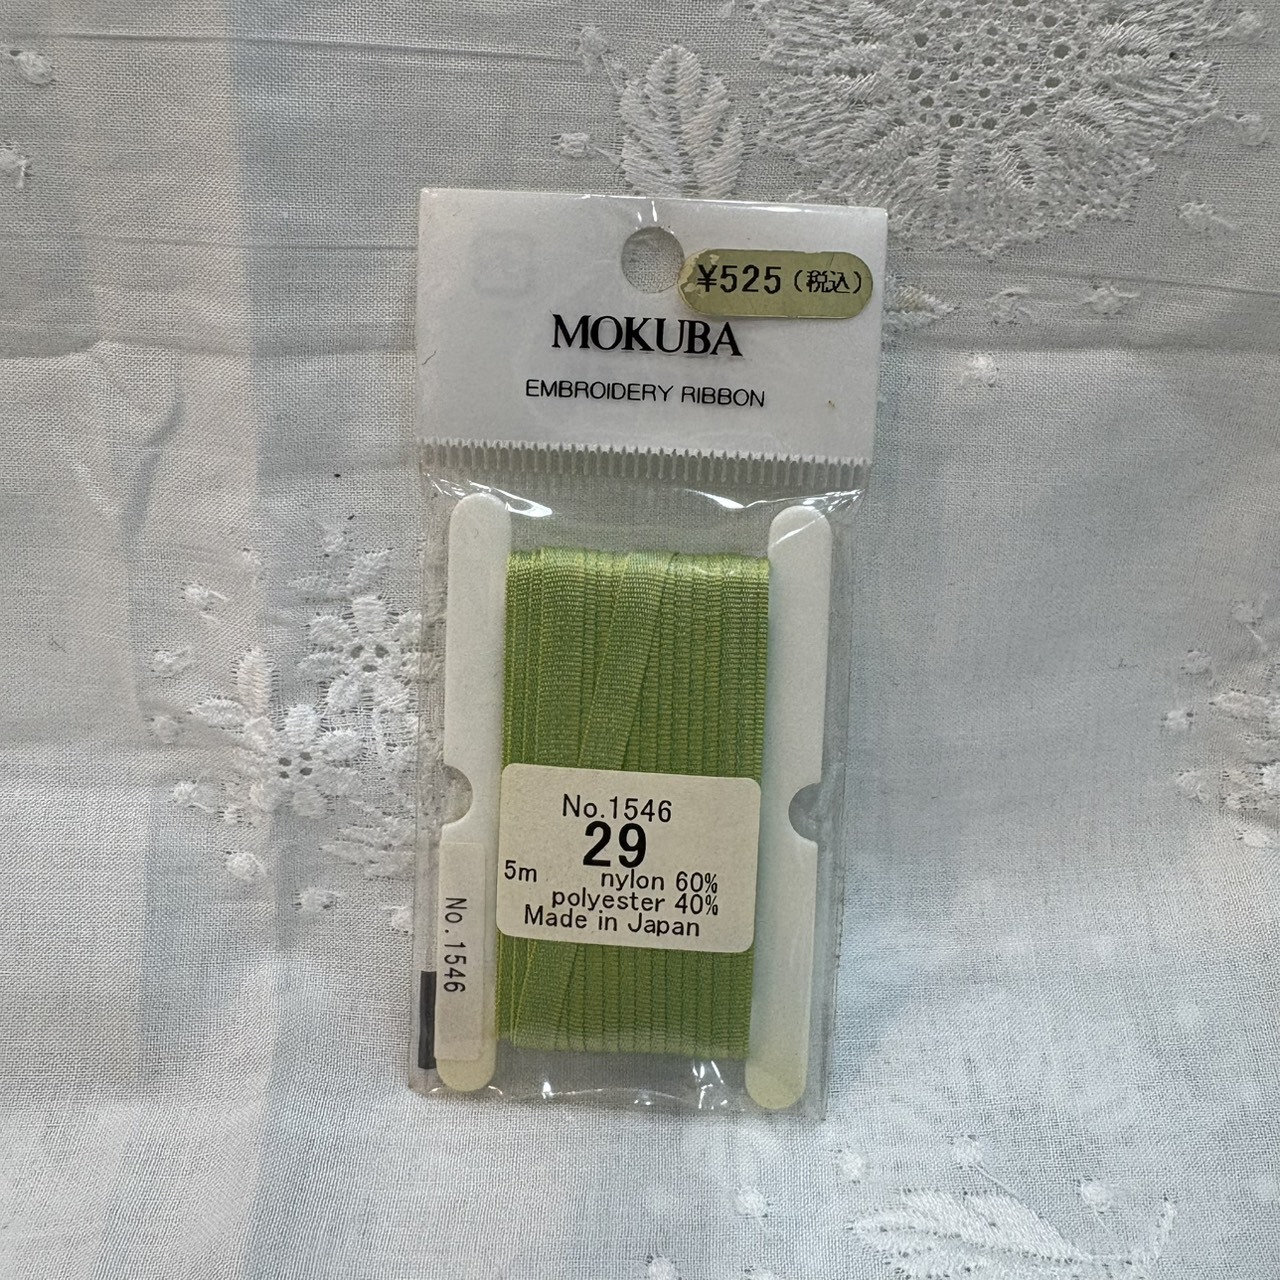 ¥525(税込)
MOKUBA
EMBROIDERY RIBBON
No.1546
29
5m nylon 60%
polyester 40%
Made in Japan
No.1546